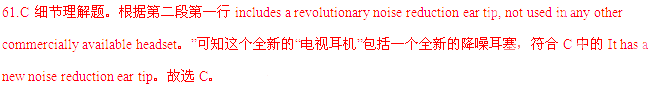 61.C 细节理解题。根据第二段第一行 includes a revolutionary noise reduction ear tip, not used in any other
commercially available headset。”可知这个全新的“电视耳机”包括一个全新的降噪耳塞，符合 C 中的 It has a
new noise reduction ear tip。故选 C。